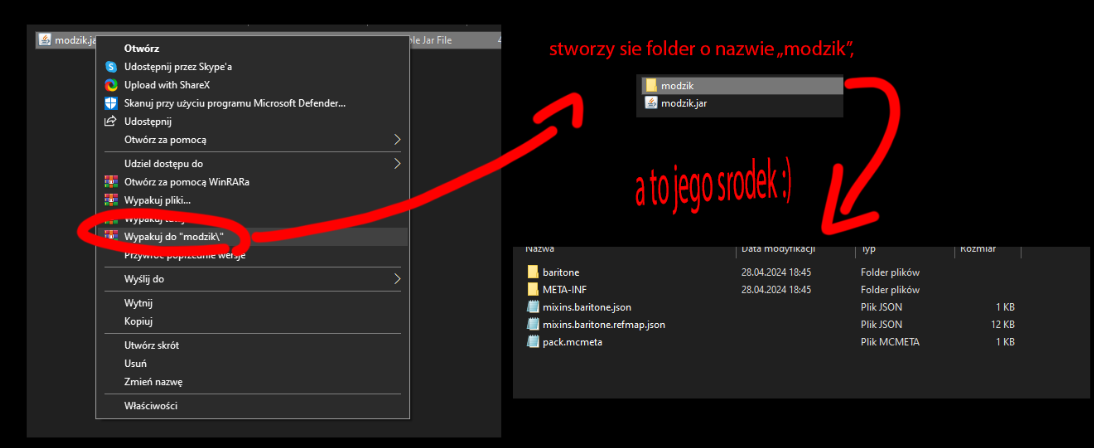 modzik.ja
le Jar File
Otwórz
Udostępnij przez Skype'a
Upload with ShareX
Skanuj przy użyciu programu Microsoft Defender...
Udostępnij
Otwórz za pomocą
Udziel dostępu do
Otwórz za pomocą WinRARa
Wypakuj pliki...
Wypakuj
Wypakuj do "modzik\"
Przywróć poprzednie wersje
Wyślij do
Wytnij
Kopiuj
Utwórz skrót
Usuń
Zmień nazwę
Właściwości
stworzy sie folder o nazwie „modzik”,
modzik
modzik.jar
a to jego srodek :)
Nazwa Data modyfikacji Typ Rozmiar
baritone 28.04.2024 18:45 Folder plików
META-INF 28.04.2024 18:45 Folder plików
mixins.baritone.json Plik JSON 1 KB
mixins.baritone.refmap.json Plik JSON 12 KB
pack.mcmeta Plik MCMETA 1 KB